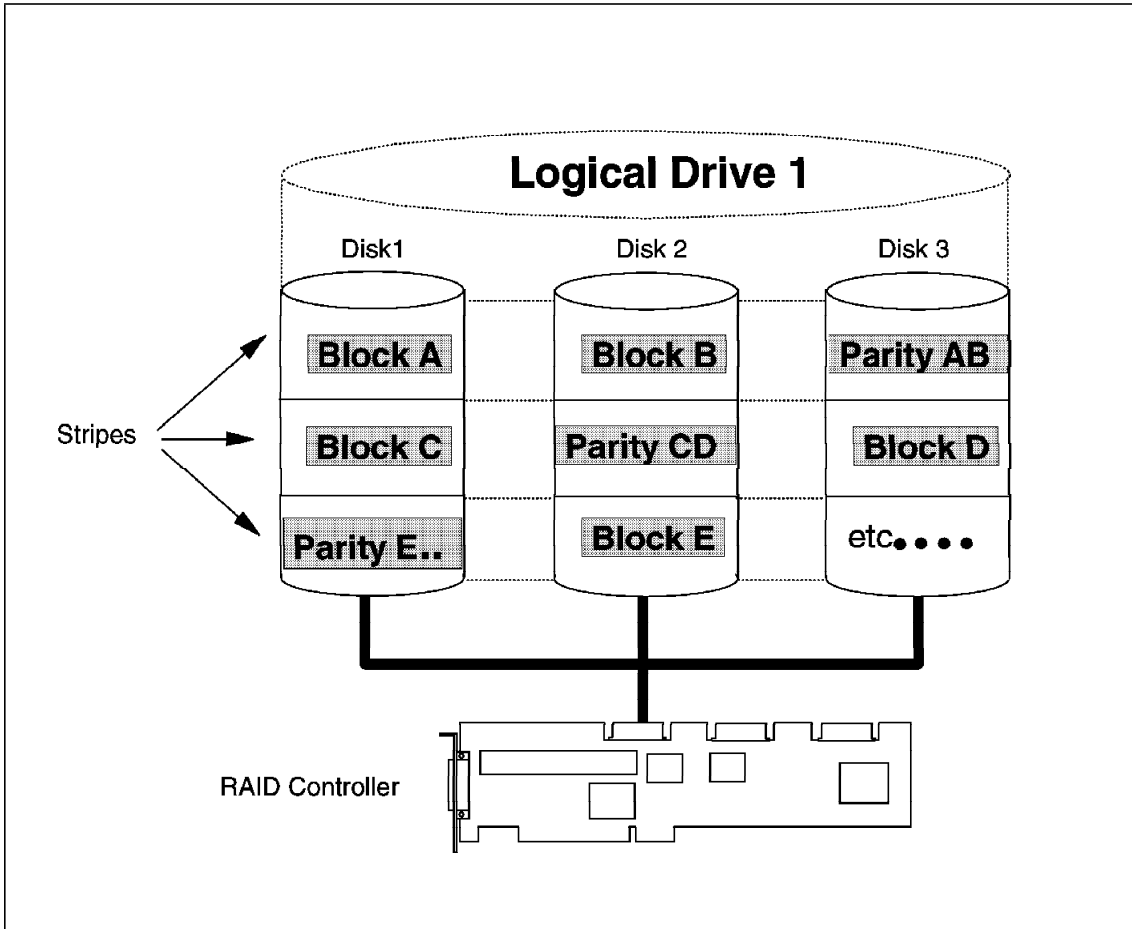 Logical Drive 1
Disk1
Disk 2
Disk 3
Block A
Block B
Parity AB
Stripes
Block C
Parity CD
Block D
Parity E..
Block E
etc....
RAID Controller